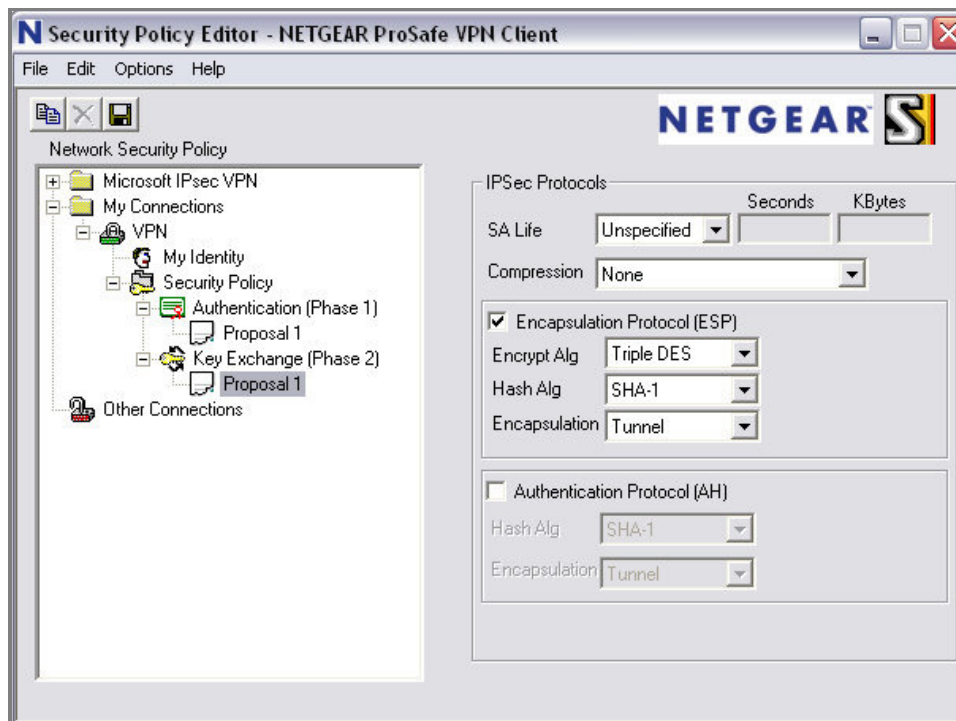 N Security Policy Editor - NETGEAR ProSafe VPN Client
File Edit Options Help
NETGEAR
Network Security Policy
Microsoft IPsec VPN
My Connections
VPN
My Identity
Security Policy
Authentication (Phase 1)
Proposal 1
Key Exchange (Phase 2)
Proposal 1
Other Connections
IPSec Protocols
Seconds KBytes
SA Life Unspecified
Compression None
Encapsulation Protocol (ESP)
Encrypt Alg Triple DES
Hash Alg SHA-1
Encapsulation Tunnel
Authentication Protocol (AH)
Hash Alg SHA-1
Encapsulation Tunnel